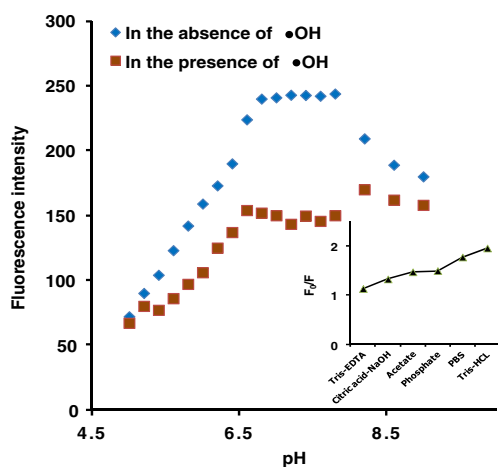 300
250
200
150
100
50
0
4.5
6.5
8.5
pH
Fluorescence intensity
In the absence of ●OH
In the presence of ●OH
2
1
0
F₀/F
Tris-EDTA
Citric acid-NaOH
Acetate
Phosphate
PBS
Tris-HCL